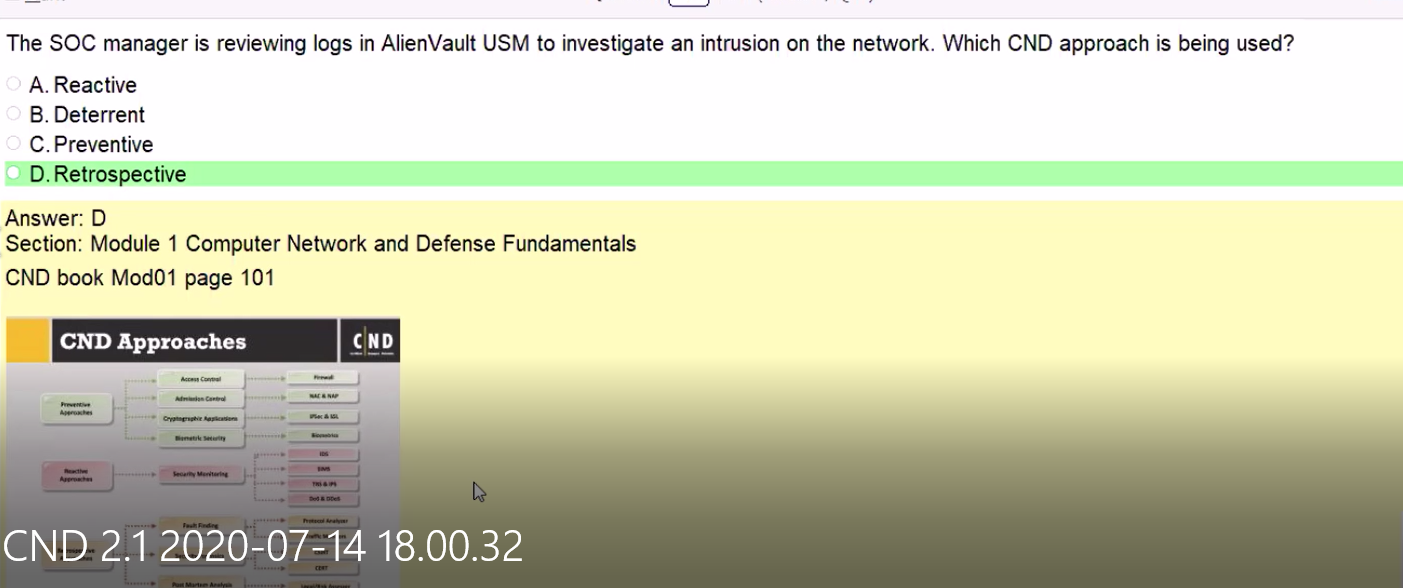 The SOC manager is reviewing logs in AlienVault USM to investigate an intrusion on the network. Which CND approach is being used?
A. Reactive
B. Deterrent
C. Preventive
D. Retrospective
Answer: D
Section: Module 1 Computer Network and Defense Fundamentals
CND book Mod01 page 101
CND Approaches
CND
Access Control
Firewall
Preventive Approaches
Admission Control
NAC & NAP
Cryptographic Applications
IPSec & SSL
Biometric Security
Biometrics
IDS
Reactive Approaches
Security Monitoring
SIMS
TRS & IPS
DoS & DDoS
Fault Finding
Protocol Analyzer
CND 2.1 2020-07-14 18.00.32
CERT
Post Mortem Analysis